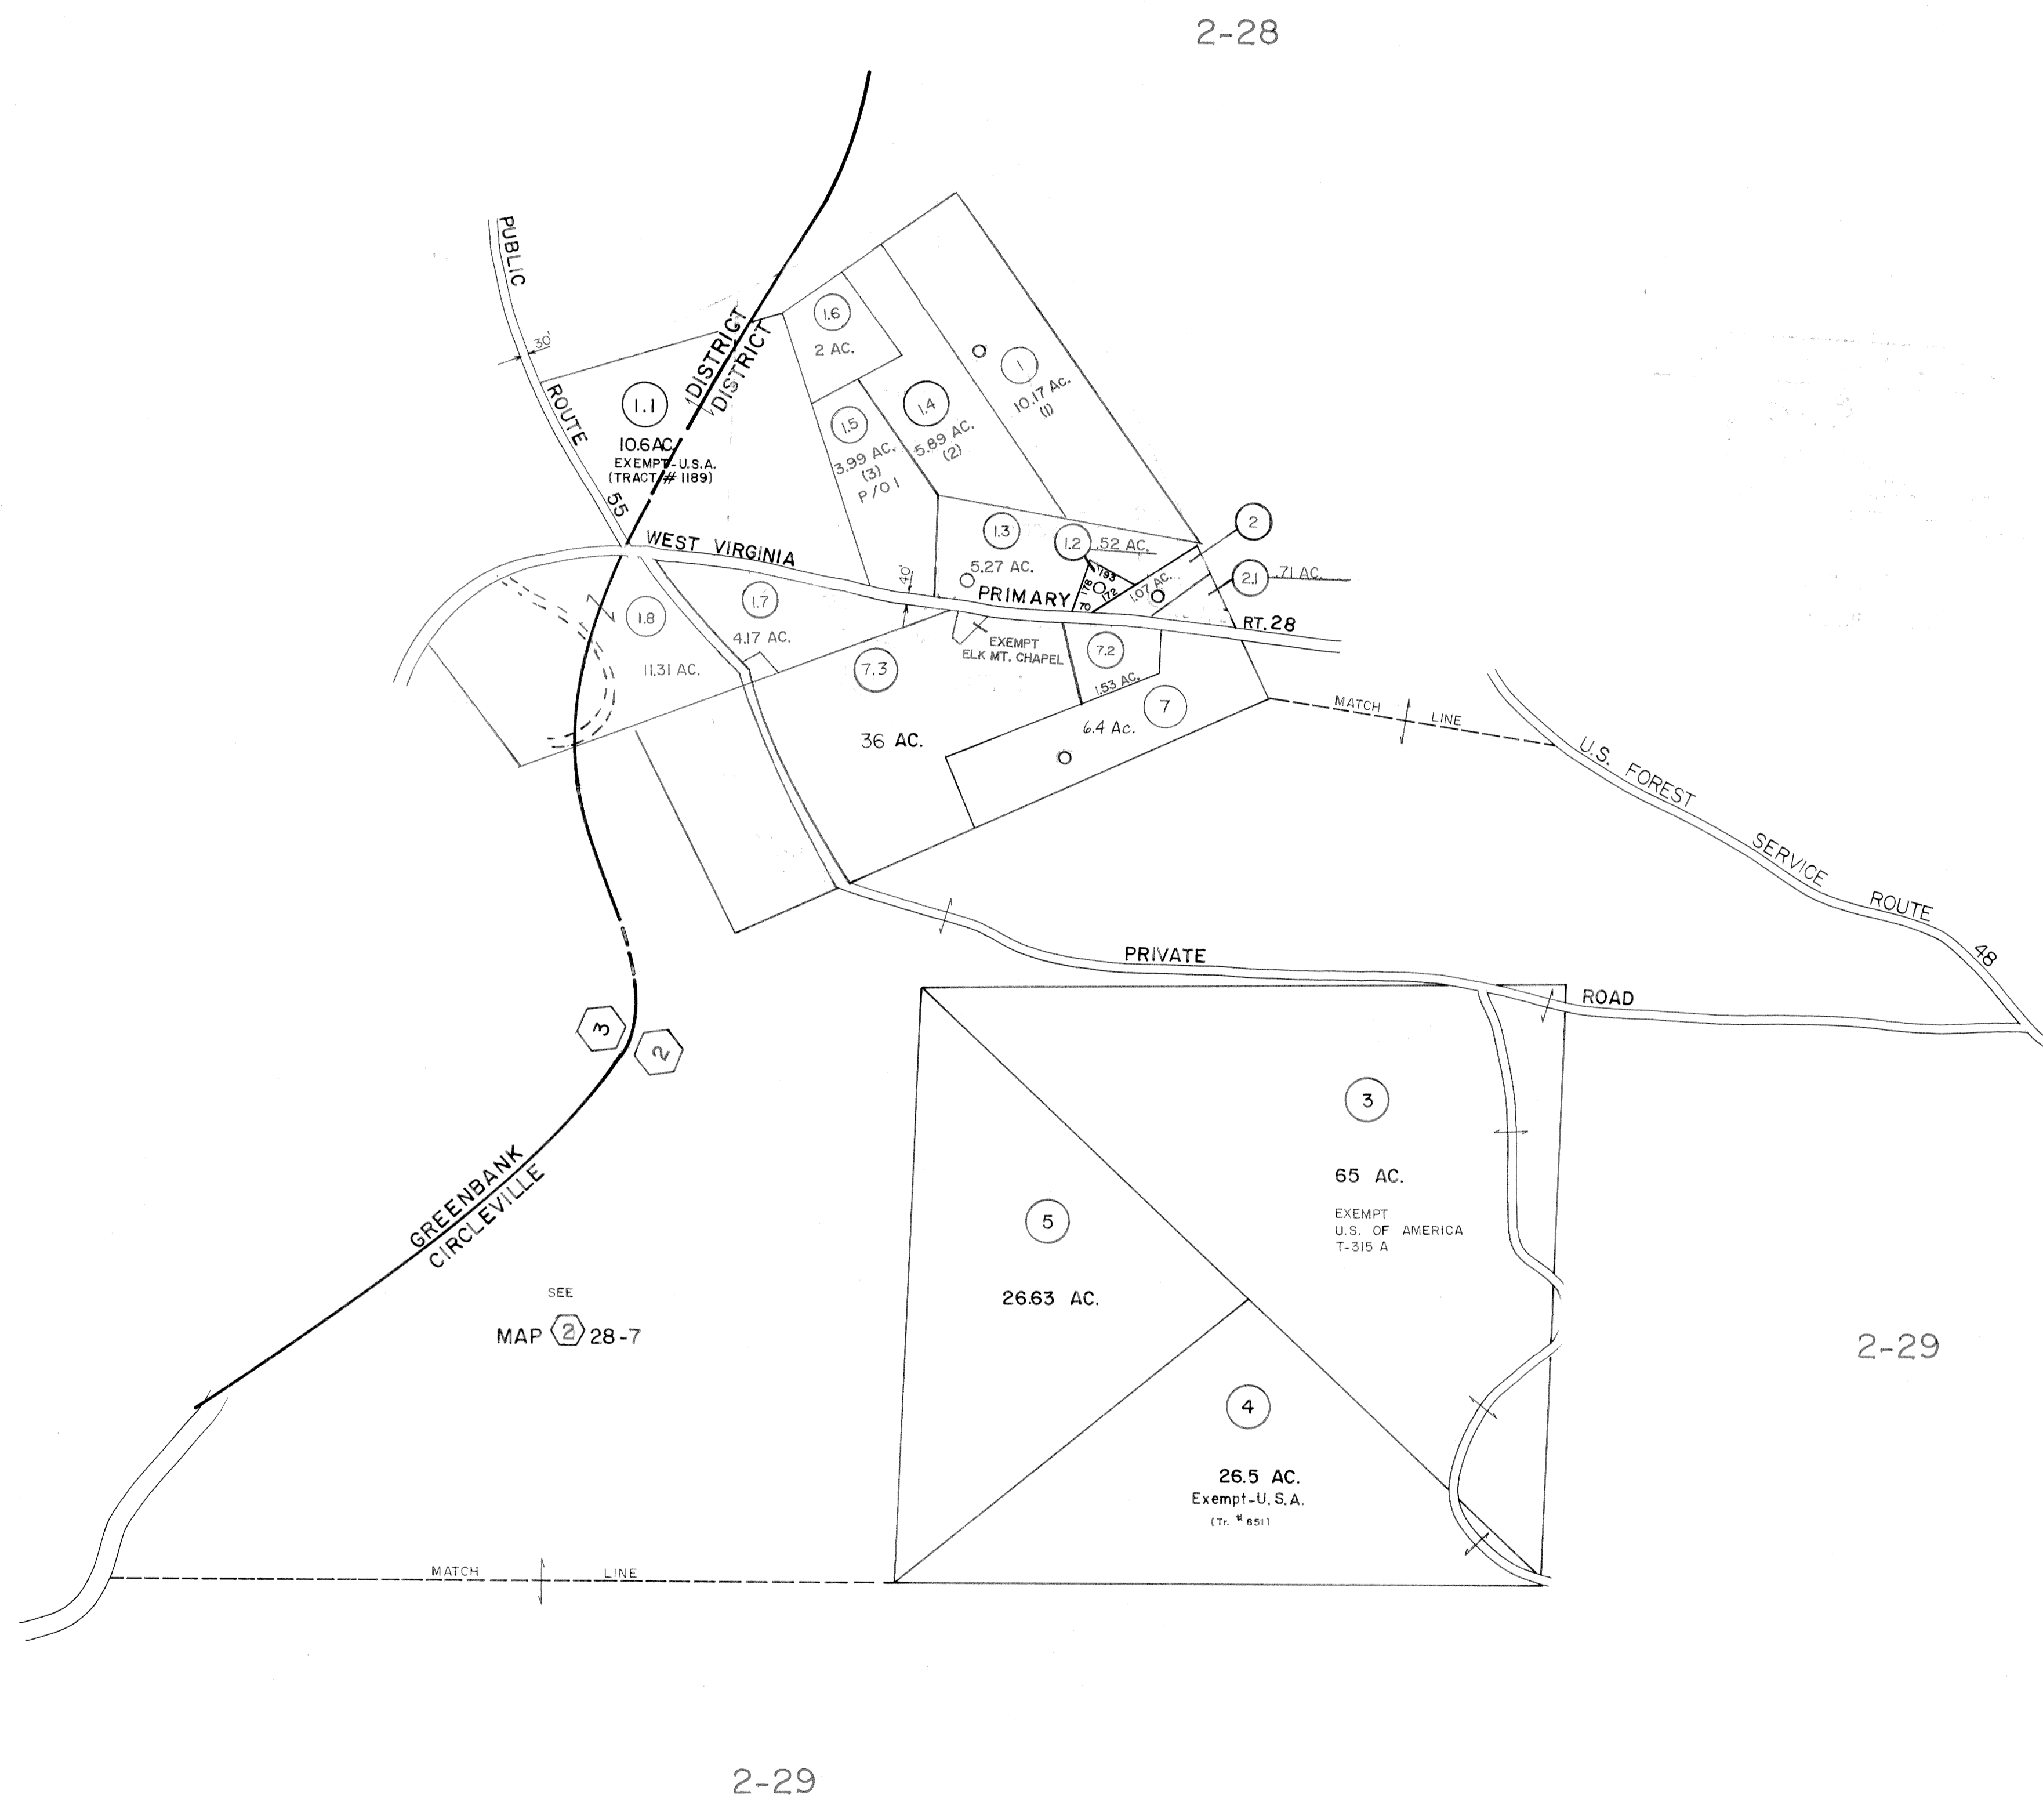 2-28
PUBLIC
30'
ROUTE
55
DISTRICT
DISTRICT
1.1
10.6 AC.
EXEMPT-U.S.A.
(TRACT # 1189)
1.6
2 AC.
1.5
3.99 AC.
(3)
P/O 1
1.4
5.89 AC.
(2)
1
10.17 AC.
(1)
1.3
5.27 AC.
1.2 .52 AC.
193
178
172
70
1.07 AC.
2
2.1 .71 AC.
WEST VIRGINIA
40'
PRIMARY
RT. 28
1.8
11.31 AC.
1.7
4.17 AC.
EXEMPT
ELK MT. CHAPEL
7.3
36 AC.
7.2
1.53 AC.
7
6.4 AC.
MATCH LINE
U.S. FOREST SERVICE ROUTE 48
PRIVATE ROAD
3
2
GREENBANK
CIRCLEVILLE
3
65 AC.
EXEMPT
U.S. OF AMERICA
T-315 A
5
26.63 AC.
SEE
MAP 2 28-7
2-29
4
26.5 AC.
Exempt-U.S.A.
(Tr. # 851)
MATCH LINE
2-29